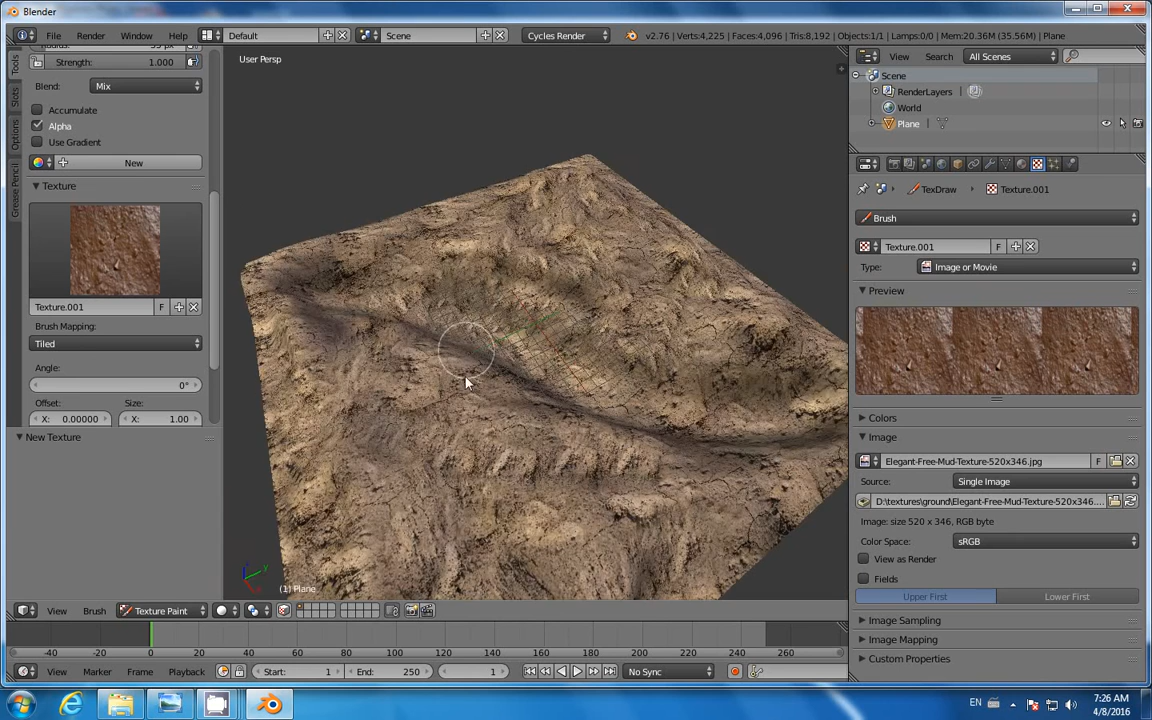 Blender
File Render Window Help Default Scene Cycles Render v2.76 | Verts:4,225 | Faces:4,096 | Tris:8,192 | Objects:1/1 | Lamps:0/0 | Mem:20.36M (35.56M) | Plane
Strength: 1.000
Blend: Mix
Accumulate
Alpha
Use Gradient
New
Texture
Texture.001 F
Brush Mapping:
Tiled
Angle:
0°
Offset: Size:
X: 0.00000 X: 1.00
New Texture
Tools
Slots
Options
Grease Pencil
User Persp
(1) Plane
View Brush Texture Paint
-40 -20 0 20 40 60 80 100 120 140 160 180 200 220 240 260
View Marker Frame Playback Start: 1 End: 250 1 No Sync
View Search All Scenes
Scene
RenderLayers
World
Plane
TexDraw Texture.001
Brush
Texture.001 F
Type: Image or Movie
Preview
Colors
Image
Elegant-Free-Mud-Texture-520x346.jpg F
Source: Single Image
D:\textures\ground\Elegant-Free-Mud-Texture-520x346....
Image: size 520 x 346, RGB byte
Color Space: sRGB
View as Render
Fields
Upper First Lower First
Image Sampling
Image Mapping
Custom Properties
EN 7:26 AM
4/8/2016